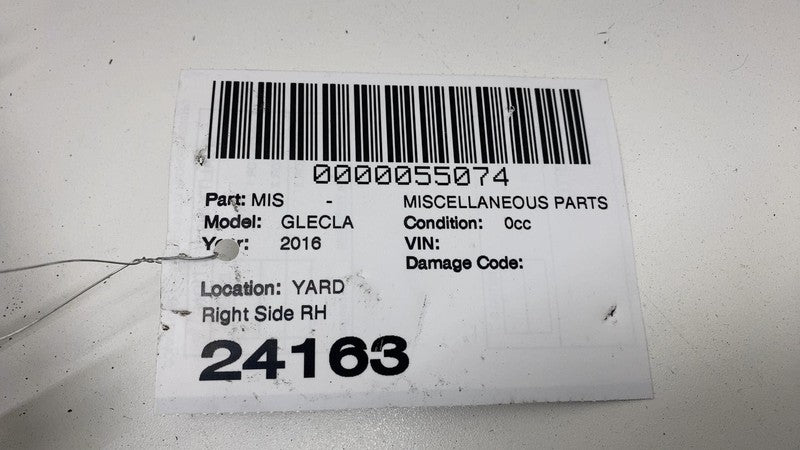 0000055074
Part: MIS - MISCELLANEOUS PARTS
Model: GLECLA Condition: 0cc
Year: 2016 VIN:
Damage Code:
Location: YARD
Right Side RH
24163